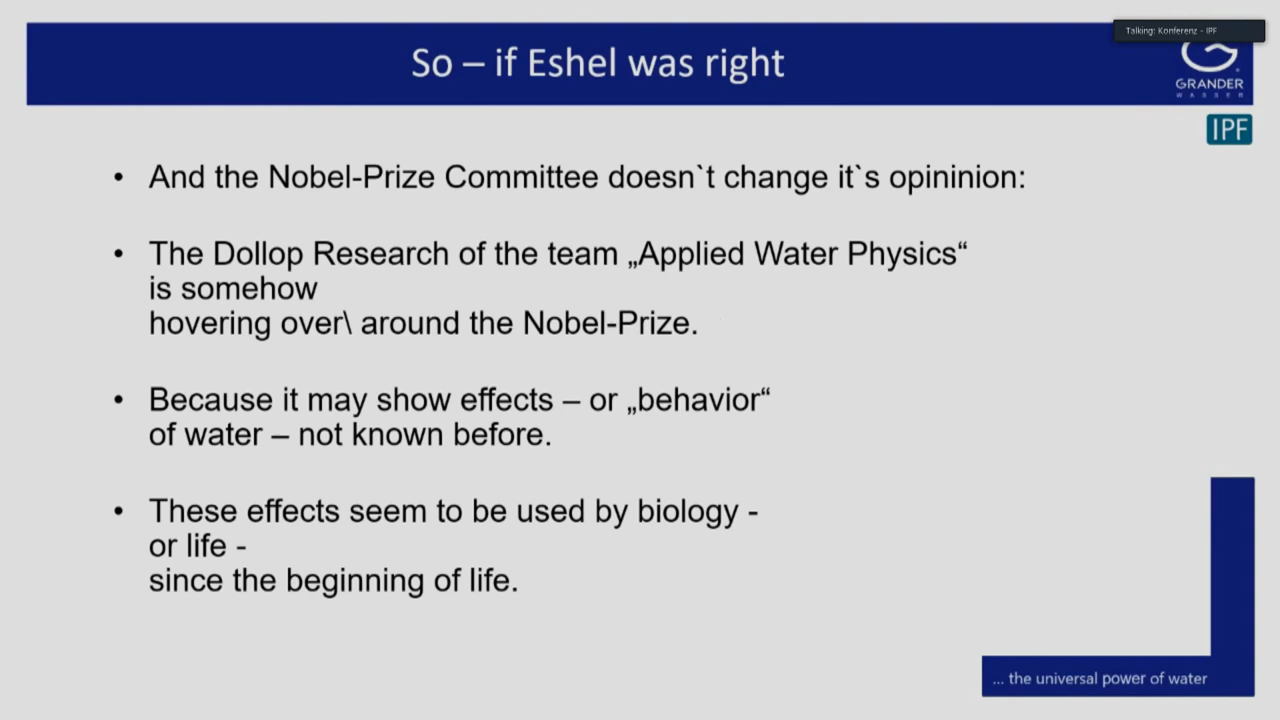 Talking: Konferenz - IPF
So – if Eshel was right
GRANDER
WASSER
IPF
• And the Nobel-Prize Committee doesn`t change it`s opininion:
• The Dollop Research of the team „Applied Water Physics“
is somehow
hovering over\ around the Nobel-Prize.
• Because it may show effects – or „behavior“
of water – not known before.
• These effects seem to be used by biology -
or life -
since the beginning of life.
... the universal power of water